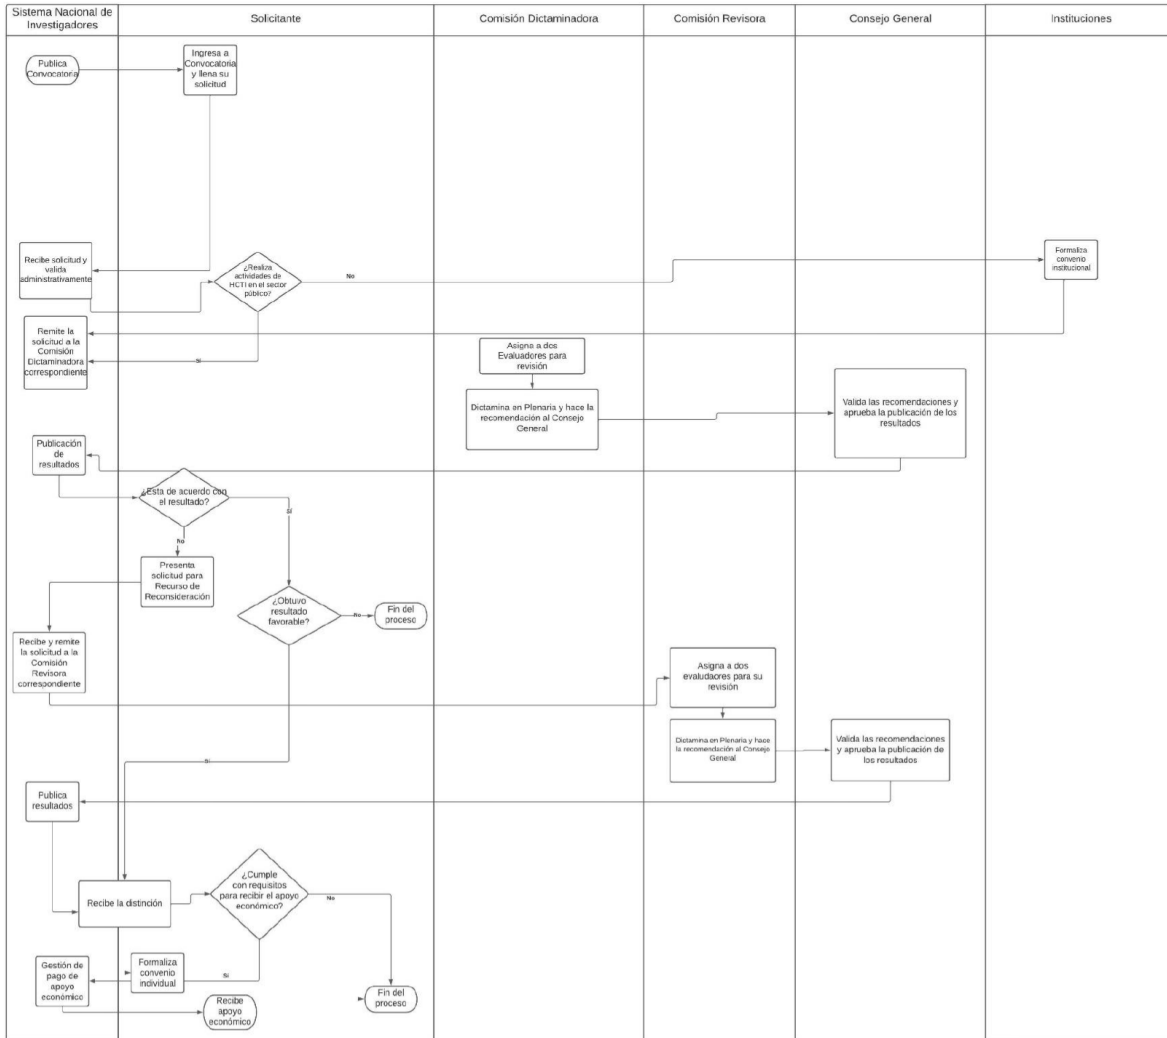 Sistema Nacional de
Investigadores
Solicitante
Comisión Dictaminadora
Comisión Revisora
Consejo General
Instituciones
Publica
Convocatoria
Ingresa a
Convocatoria
y llena su
solicitud
Recibe solicitud y
valida
administrativamente
¿Realiza
actividades de
HCTI en el sector
público?
No
Formaliza
convenio
institucional
Remite la
solicitud a la
Comisión
Dictaminadora
correspondiente
Sí
Asigna a dos
Evaluadores para
revisión
Dictamina en Plenaria y hace la
recomendación al Consejo
General
Valida las recomendaciones y
aprueba la publicación de los
resultados
Publicación
de
resultados
¿Esta de acuerdo con
el resultado?
Sí
No
Presenta
solicitud para
Recurso de
Reconsideración
¿Obtuvo
resultado
favorable?
No
Fin del
proceso
Recibe y remite
la solicitud a la
Comisión
Revisora
correspondiente
Asigna a dos
evaludaores para su
revisión
Dictamina en Plenaria y hace
la recomendación al Consejo
General
Valida las recomendaciones
y aprueba la publicación de
los resultados
Sí
Publica
resultados
Recibe la distinción
¿Cumple
con requisitos
para recibir el apoyo
económico?
No
Sí
Formaliza
convenio
individual
Gestión de
pago de
apoyo
económico
Recibe
apoyo
económico
Fin del
proceso